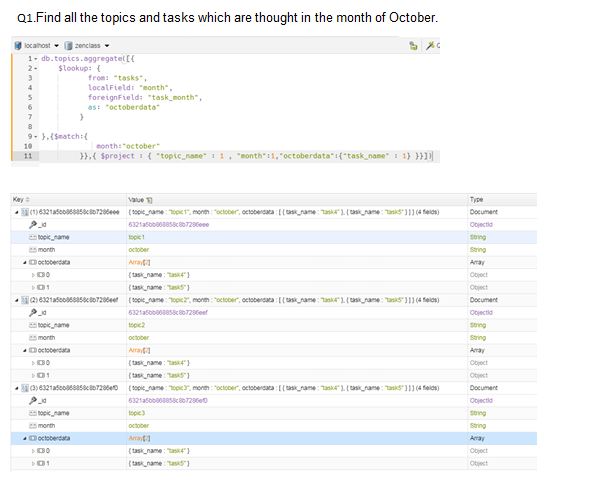 Q1.Find all the topics and tasks which are thought in the month of October.
localhost zenclass
1 db.topics.aggregate([{
2 $lookup: {
3 from: "tasks",
4 localField: "month",
5 foreignField: "task_month",
6 as: "octoberdata"
7 }
8
9 },{$match:{
10 month:"october"
11 }},{ $project : { "topic_name" : 1 , "month":1,"octoberdata":{"task_name" : 1} }}])
Key Value Type
(1) 6321a5bb868858c8b7286eee { topic_name : "topic1", month : "october", octoberdata : [ { task_name : "task4" }, { task_name : "task5" } ] } (4 fields) Document
_id 6321a5bb868858c8b7286eee ObjectId
topic_name topic1 String
month october String
octoberdata Array[2] Array
0 { task_name : "task4" } Object
1 { task_name : "task5" } Object
(2) 6321a5bb868858c8b7286eef { topic_name : "topic2", month : "october", octoberdata : [ { task_name : "task4" }, { task_name : "task5" } ] } (4 fields) Document
_id 6321a5bb868858c8b7286eef ObjectId
topic_name topic2 String
month october String
octoberdata Array[2] Array
0 { task_name : "task4" } Object
1 { task_name : "task5" } Object
(3) 6321a5bb868858c8b7286ef0 { topic_name : "topic3", month : "october", octoberdata : [ { task_name : "task4" }, { task_name : "task5" } ] } (4 fields) Document
_id 6321a5bb868858c8b7286ef0 ObjectId
topic_name topic3 String
month october String
octoberdata Array[2] Array
0 { task_name : "task4" } Object
1 { task_name : "task5" } Object